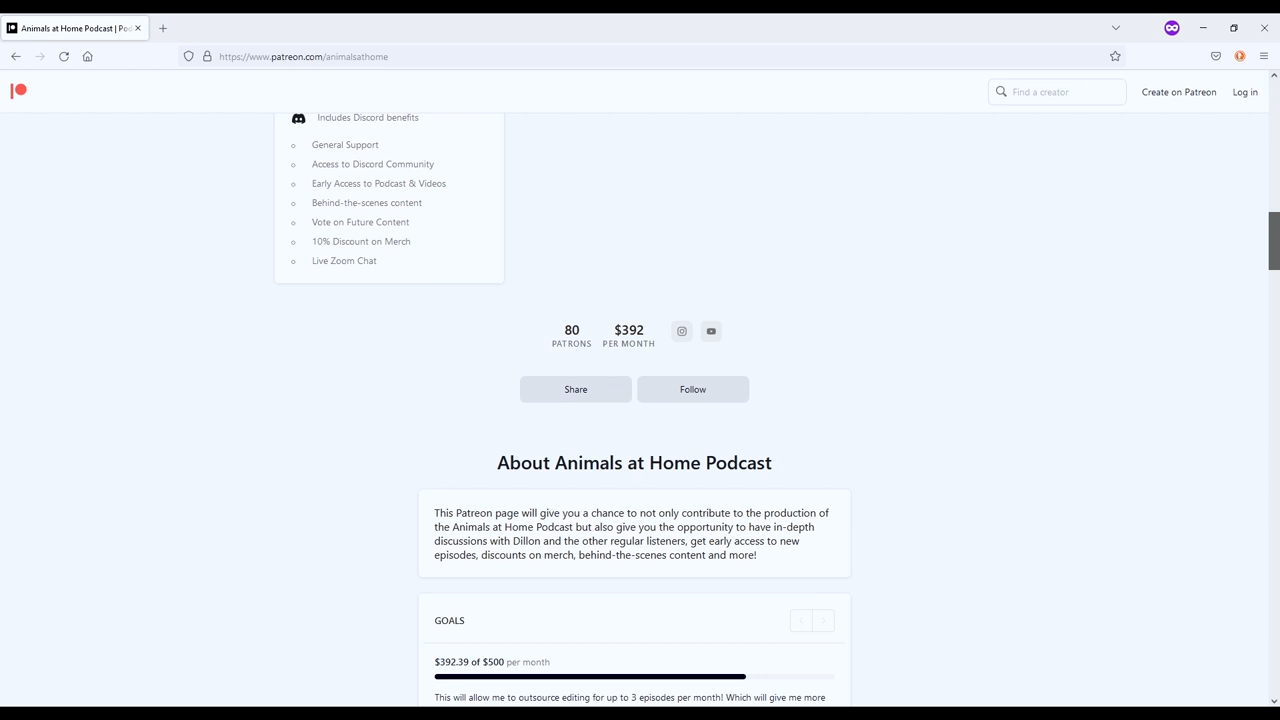 Animals at Home Podcast | Pod
https://www.patreon.com/animalsathome
Find a creator
Create on Patreon
Log in
Includes Discord benefits
General Support
Access to Discord Community
Early Access to Podcast & Videos
Behind-the-scenes content
Vote on Future Content
10% Discount on Merch
Live Zoom Chat
80
PATRONS
$392
PER MONTH
Share
Follow
About Animals at Home Podcast
This Patreon page will give you a chance to not only contribute to the production of
the Animals at Home Podcast but also give you the opportunity to have in-depth
discussions with Dillon and the other regular listeners, get early access to new
episodes, discounts on merch, behind-the-scenes content and more!
GOALS
$392.39 of $500 per month
This will allow me to outsource editing for up to 3 episodes per month! Which will give me more